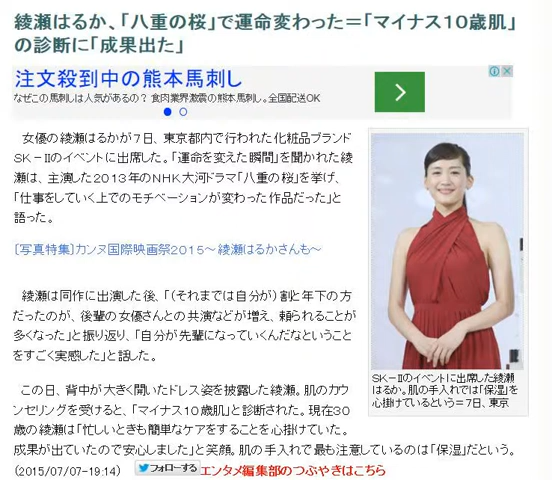 綾瀬はるか、「八重の桜」で運命変わった＝「マイナス１０歳肌」
の診断に「成果出た」
注文殺到中の熊本馬刺し
なぜこの馬刺しは人気があるの？ 食肉業界激震の熊本馬刺し。全国配送OK
女優の綾瀬はるかが７日、東京都内で行われた化粧品ブランド
ＳＫ－Ⅱのイベントに出席した。「運命を変えた瞬間」を聞かれた綾
瀬は、主演した２０１３年のＮＨＫ大河ドラマ「八重の桜」を挙げ、
「仕事をしていく上でのモチベーションが変わった作品だった」と
語った。
〔写真特集〕カンヌ国際映画祭２０１５～綾瀬はるかさんも～
綾瀬は同作に出演した後、「（それまでは自分が）割と年下の方
だったのが、後輩の女優さんとの共演などが増え、頼られることが
多くなった」と振り返り、「自分が先輩になっていくんだなということ
をすごく実感した」と話した。
この日、背中が大きく開いたドレス姿を披露した綾瀬。肌のカウ
ンセリングを受けると、「マイナス１０歳肌」と診断された。現在３０
歳の綾瀬は「忙しいときも簡単なケアをすることを心掛けていた。
成果が出ていたので安心しました」と笑顔。肌の手入れで最も注意しているのは「保湿」だという。
（2015/07/07-19:14） フォローする エンタメ編集部のつぶやきはこちら
ＳＫ－Ⅱのイベントに出席した綾瀬
はるか。肌の手入れでは「保湿」を
心掛けているという＝７日、東京